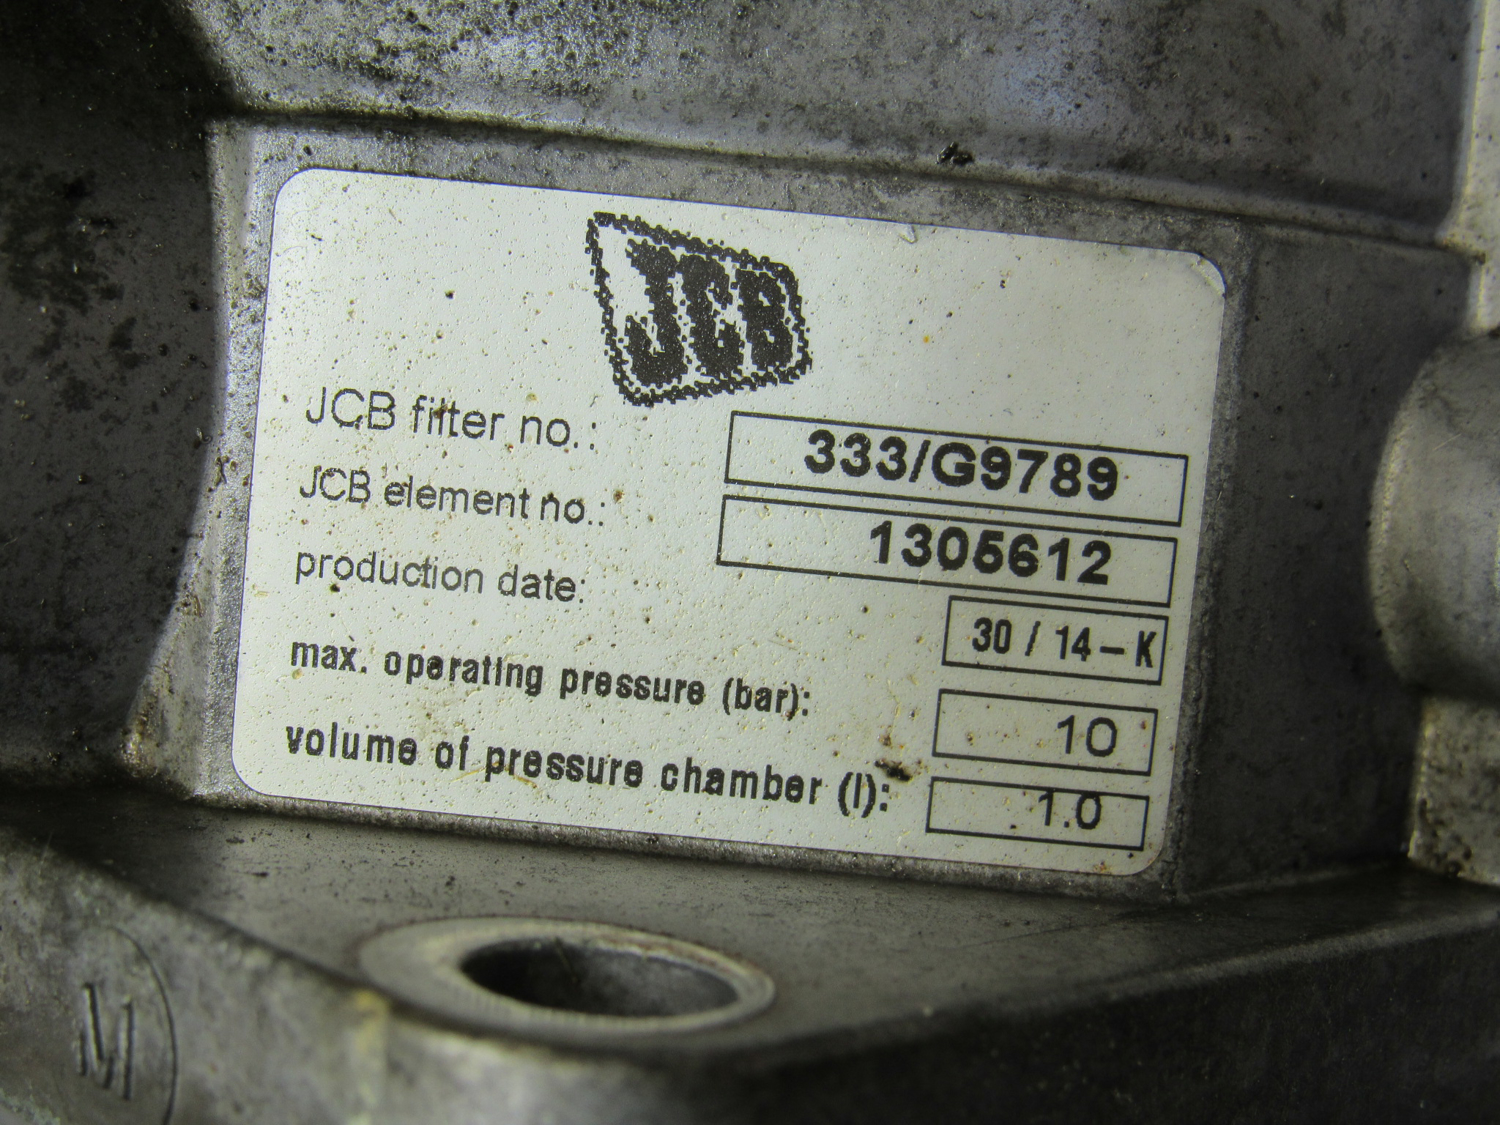 JCB
JCB filter no.: 333/G9789
JCB element no.: 1305612
production date: 30 / 14 – K
max. operating pressure (bar): 10
volume of pressure chamber (l): 1.0